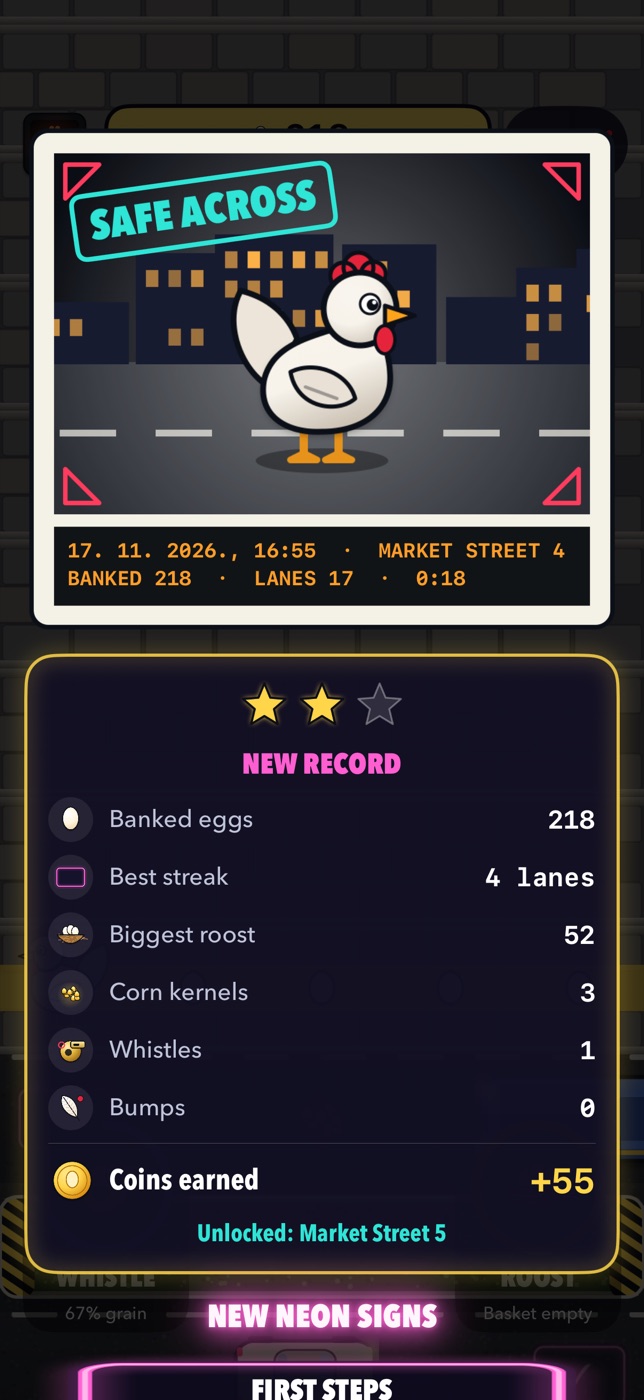 SAFE ACROSS
17. 11. 2026., 16:55 · MARKET STREET 4
BANKED 218 · LANES 17 · 0:18
NEW RECORD
Banked eggs 218
Best streak 4 lanes
Biggest roost 52
Corn kernels 3
Whistles 1
Bumps 0
Coins earned +55
Unlocked: Market Street 5
WHISTLE ROOST
67% grain Basket empty
NEW NEON SIGNS
FIRST STEPS